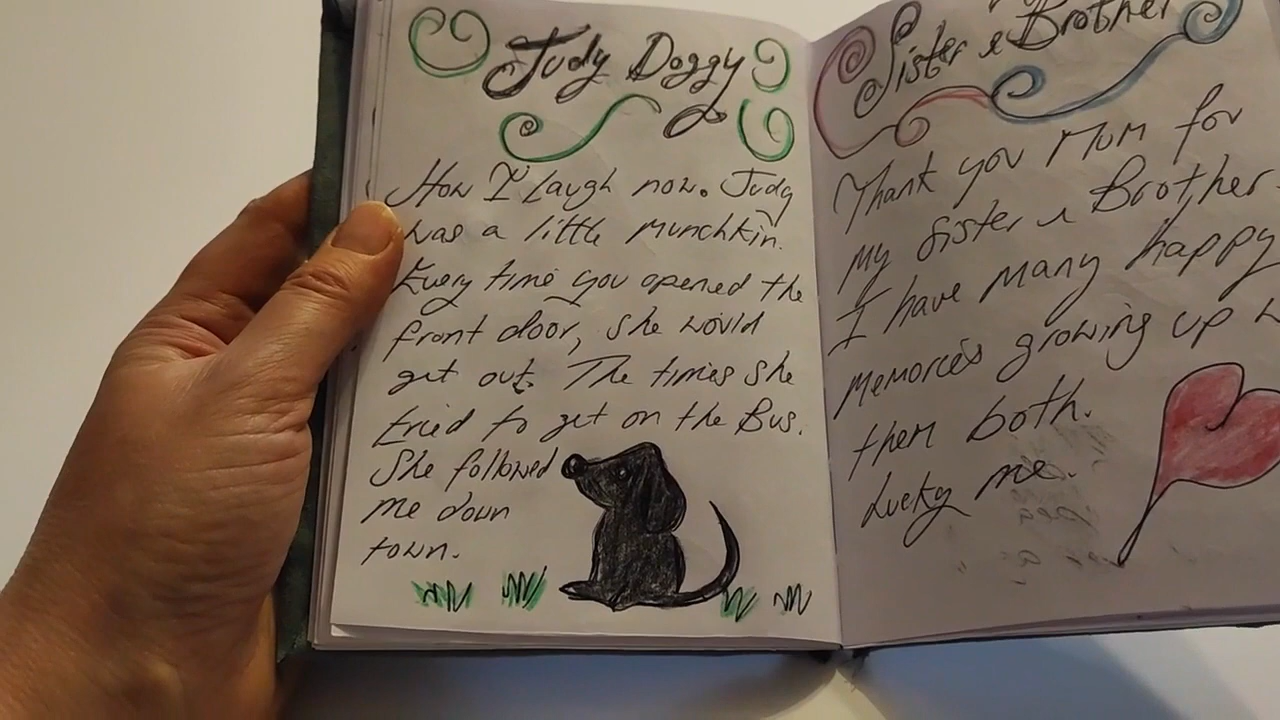 Judy Doggy
How I laugh now. Judy
was a little munchkin.
Every time you opened the
front door, she would
get out. The times she
tried to get on the Bus.
She followed
me down
town.
Sister & Brother
Thank you Mum for
my Sister & Brother
I have many happy
memories growing up
them both.
Lucky me.